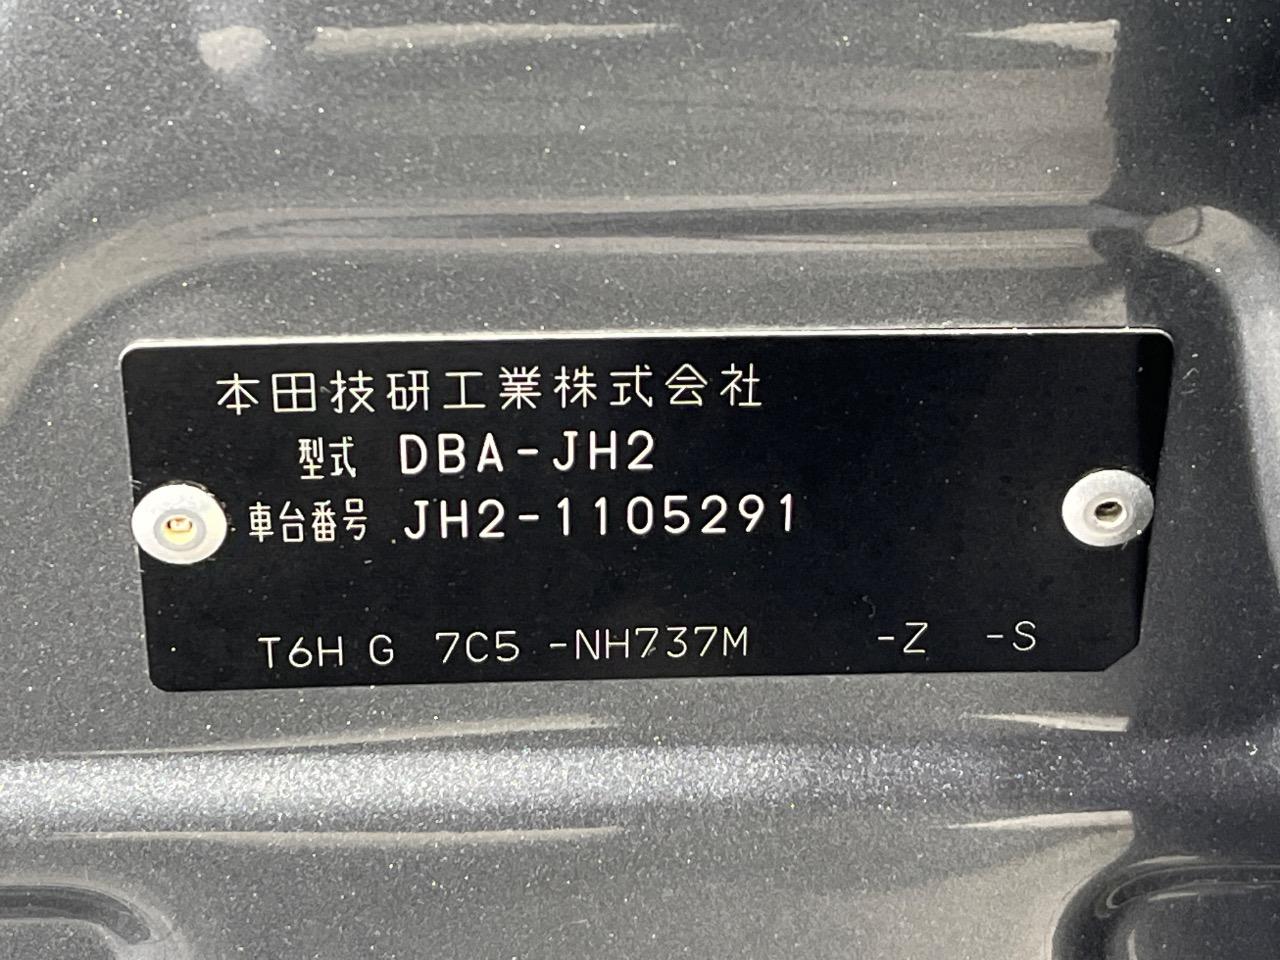 本田技研工業株式会社
型式 DBA-JH2
車台番号 JH2-1105291
T6H G 7C5 -NH737M -Z -S